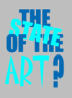 THE
STATE
OF THE
ART?